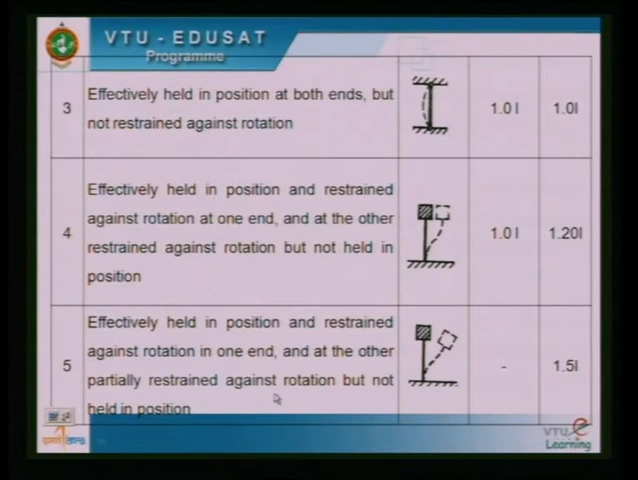 VTU - EDUSAT
Programme
3
Effectively held in position at both ends, but
not restrained against rotation
1.0 l
1.0l
4
Effectively held in position and restrained
against rotation at one end, and at the other
restrained against rotation but not held in
position
1.0 l
1.20l
5
Effectively held in position and restrained
against rotation in one end, and at the other
partially restrained against rotation but not
held in position
-
1.5l
VTU e
Learning